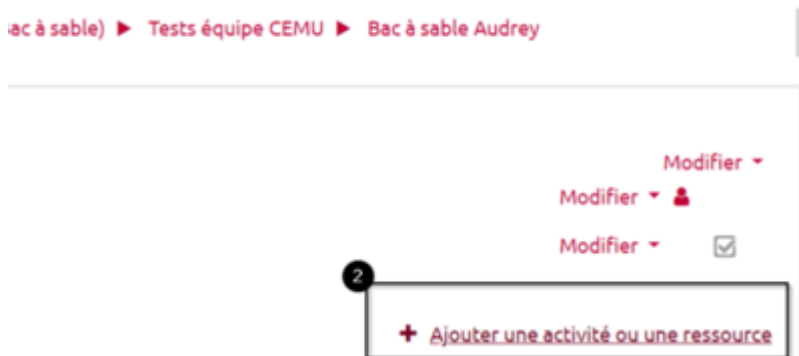 ac à sable) ▶ Tests équipe CEMU ▶ Bac à sable Audrey
Modifier
Modifier
Modifier
2
+ Ajouter une activité ou une ressource